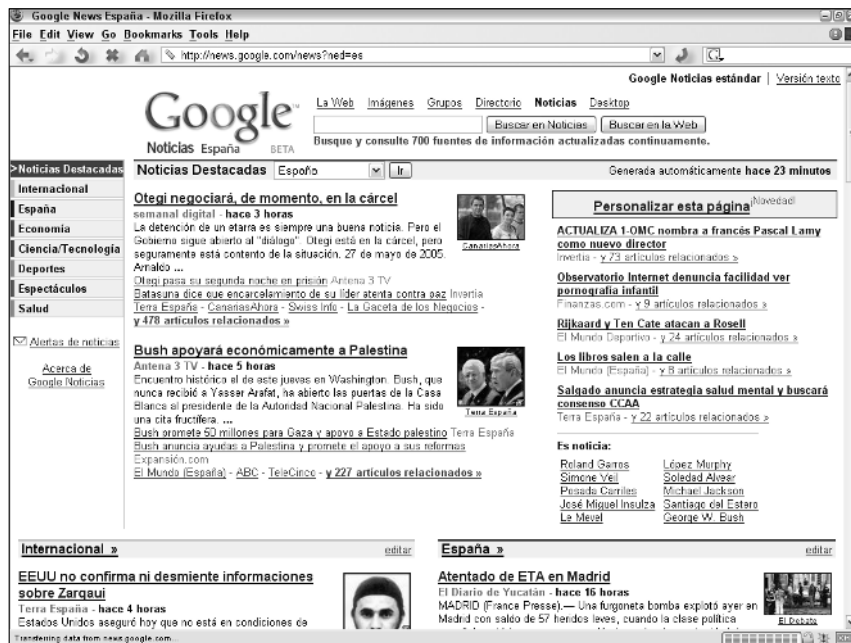 Google News España - Mozilla Firefox
File Edit View Go Bookmarks Tools Help
http://news.google.com/news?ned=es
Google Noticias estándar | Versión texto
Google
Noticias España BETA
La Web Imágenes Grupos Directorio Noticias Desktop
Buscar en Noticias Buscar en la Web
Busque y consulte 700 fuentes de información actualizadas continuamente.
>Noticias Destacadas
Internacional
España
Economía
Ciencia/Tecnología
Deportes
Espectáculos
Salud
Alertas de noticias
Acerca de
Google Noticias
Noticias Destacadas España Ir
Generada automáticamente hace 23 minutos
Otegi negociará, de momento, en la cárcel
semanal digital - hace 3 horas
La detención de un etarra es siempre una buena noticia. Pero el
Gobierno sigue abierto al "diálogo". Otegi está en la cárcel, pero
seguramente está contento de la situación. 27 de mayo de 2005.
Arnaldo ...
CanariasAhora
Otegi pasa su segunda noche en prisión Antena 3 TV
Batasuna dice que encarcelamiento de su líder atenta contra paz Invertia
Terra España - CanariasAhora - Swiss Info - La Gaceta de los Negocios -
y 478 artículos relacionados »
Bush apoyará económicamente a Palestina
Antena 3 TV - hace 5 horas
Encuentro histórico el de este jueves en Washington. Bush, que
nunca recibió a Yasser Arafat, ha abierto las puertas de la Casa
Blanca al presidente de la Autoridad Nacional Palestina. Ha sido
una cita fructífera. ...
Terra España
Bush promete 50 millones para Gaza y apoyo a Estado palestino Terra España
Bush anuncia ayudas a Palestina y promete el apoyo a sus reformas
Expansión.com
El Mundo (España) - ABC - TeleCinco - y 227 artículos relacionados »
Personalizar esta página ¡Novedad!
ACTUALIZA 1-OMC nombra a francés Pascal Lamy
como nuevo director
Invertia - y 73 artículos relacionados »
Observatorio Internet denuncia facilidad ver
pornografía infantil
Finanzas.com - y 9 artículos relacionados »
Rijkaard y Ten Cate atacan a Rosell
El Mundo Deportivo - y 24 artículos relacionados »
Los libros salen a la calle
El Mundo (España) - y 8 artículos relacionados »
Salgado anuncia estrategia salud mental y buscará
consenso CCAA
Terra España - y 22 artículos relacionados »
Es noticia:
Roland Garros López Murphy
Simone Veil Soledad Alvear
Posada Carriles Michael Jackson
José Miguel Insulza Santiago del Estero
Le Mevel George W. Bush
Internacional » editar
EEUU no confirma ni desmiente informaciones
sobre Zarqaui
Terra España - hace 4 horas
Estados Unidos aseguró hoy que no está en condiciones de
España » editar
Atentado de ETA en Madrid
El Diario de Yucatán - hace 16 horas
MADRID (France Presse).— Una furgoneta bomba explotó ayer en
Madrid con saldo de 57 heridos leves, cuando la clase política
El Debate
Transferring data from news.google.com...